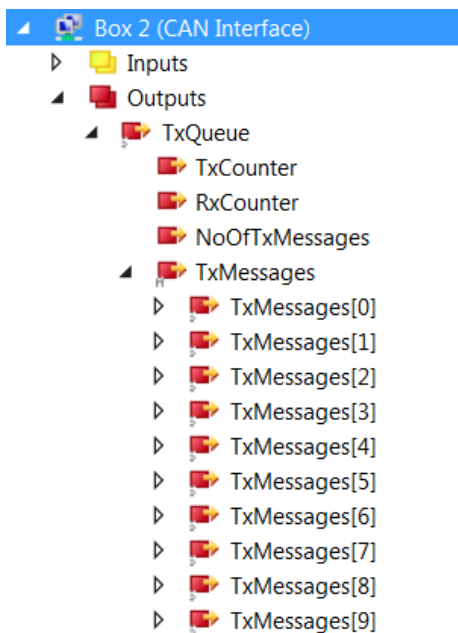 Box 2 (CAN Interface)
Inputs
Outputs
TxQueue
TxCounter
RxCounter
NoOfTxMessages
TxMessages
TxMessages[0]
TxMessages[1]
TxMessages[2]
TxMessages[3]
TxMessages[4]
TxMessages[5]
TxMessages[6]
TxMessages[7]
TxMessages[8]
TxMessages[9]